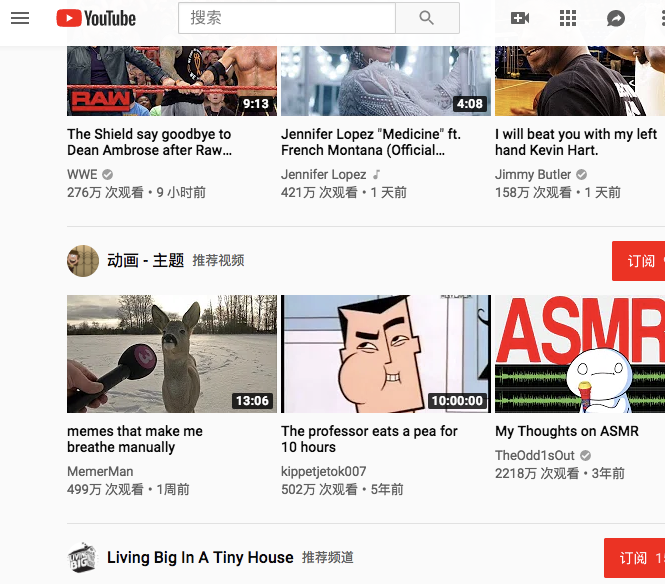 YouTube
搜索
RAW
9:13
4:08
The Shield say goodbye to
Dean Ambrose after Raw…
WWE
276万 次观看 • 9 小时前
Jennifer Lopez "Medicine" ft.
French Montana (Official…
Jennifer Lopez
421万 次观看 • 1 天前
I will beat you with my left
hand Kevin Hart.
Jimmy Butler
158万 次观看 • 1 天前
动画 - 主题 推荐视频
订阅
3
13:06
10:00:00
ASMR
memes that make me
breathe manually
MemerMan
499万 次观看 • 1周前
The professor eats a pea for
10 hours
kippetjetok007
502万 次观看 • 5年前
My Thoughts on ASMR
TheOdd1sOut
2218万 次观看 • 3年前
LIVING
BIG
Living Big In A Tiny House 推荐频道
订阅